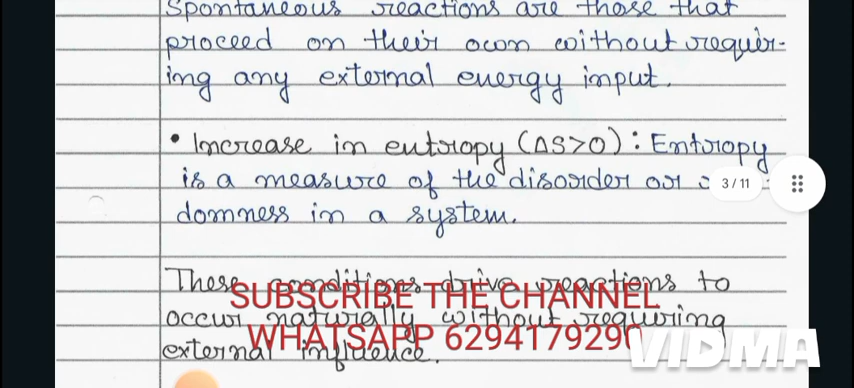 Spontaneous reactions are those that
proceed on their own without requir-
ing any external energy input.
• Increase in entropy (ΔS>0): Entropy
is a measure of the disorder or
3/11
domness in a system.
These conditions drive reactions to
SUBSCRIBE THE CHANNEL
occur naturally without requiring
WHATSAPP 6294179290
external influence.
VIDMA